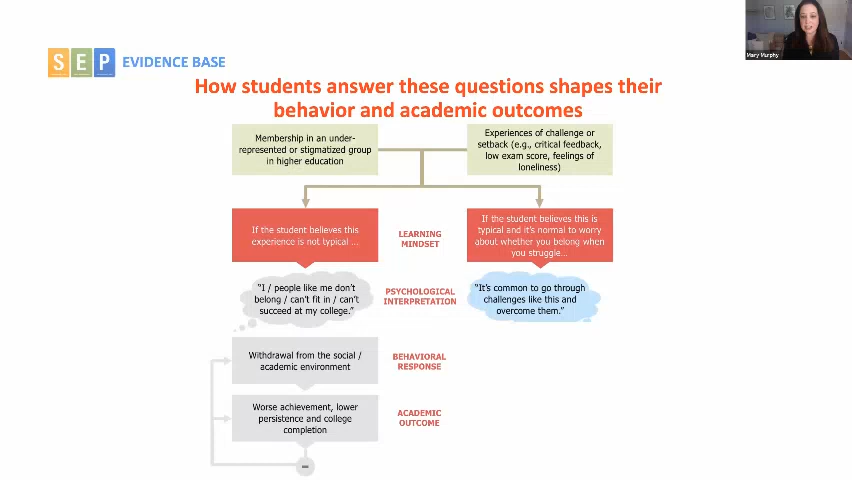 Mary Murphy
SEP EVIDENCE BASE
How students answer these questions shapes their
behavior and academic outcomes
Membership in an under-
represented or stigmatized group
in higher education
Experiences of challenge or
setback (e.g., critical feedback,
low exam score, feelings of
loneliness)
If the student believes this
experience is not typical ...
LEARNING
MINDSET
If the student believes this is
typical and it's normal to worry
about whether you belong when
you struggle...
"I / people like me don't
belong / can't fit in / can't
succeed at my college."
PSYCHOLOGICAL
INTERPRETATION
"It's common to go through
challenges like this and
overcome them."
Withdrawal from the social /
academic environment
BEHAVIORAL
RESPONSE
Worse achievement, lower
persistence and college
completion
ACADEMIC
OUTCOME
–